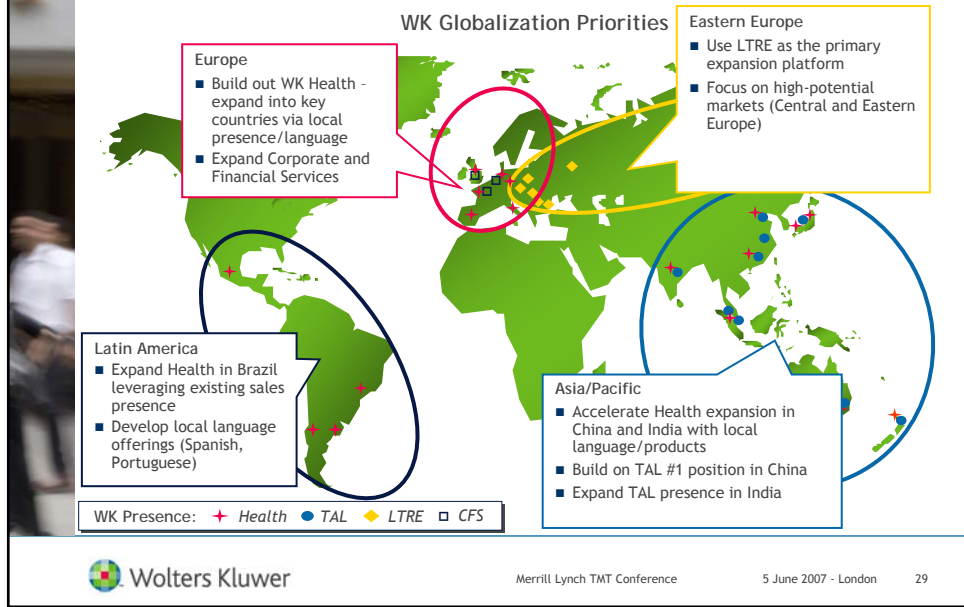 WK Globalization Priorities
Europe
■ Build out WK Health -
expand into key
countries via local
presence/language
■ Expand Corporate and
Financial Services
Eastern Europe
■ Use LTRE as the primary
expansion platform
■ Focus on high-potential
markets (Central and Eastern
Europe)
Latin America
■ Expand Health in Brazil
leveraging existing sales
presence
■ Develop local language
offerings (Spanish,
Portuguese)
Asia/Pacific
■ Accelerate Health expansion in
China and India with local
language/products
■ Build on TAL #1 position in China
■ Expand TAL presence in India
WK Presence: Health TAL LTRE CFS
Wolters Kluwer
Merrill Lynch TMT Conference 5 June 2007 - London 29